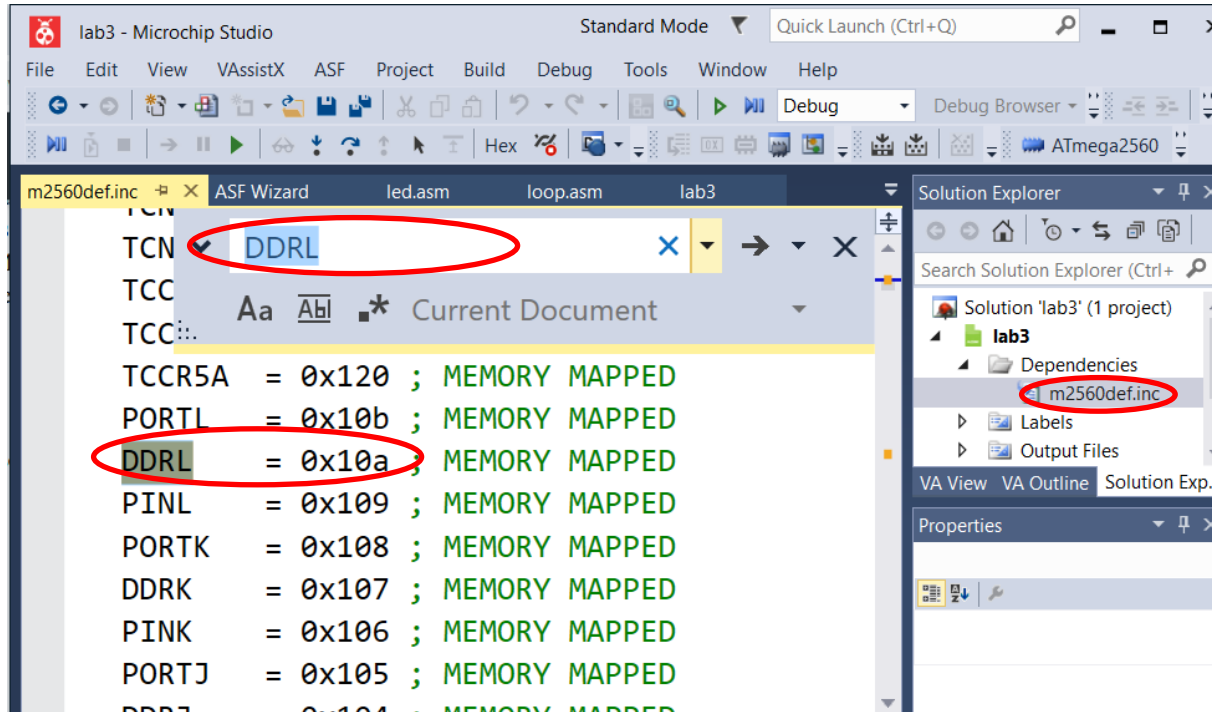 lab3 - Microchip Studio
Standard Mode
Quick Launch (Ctrl+Q)
File Edit View VAssistX ASF Project Build Debug Tools Window Help
Debug
Debug Browser
Hex
ATmega2560
m2560def.inc
ASF Wizard
led.asm
loop.asm
lab3
TCN
DDRL
TCC
Aa Abl .* Current Document
TCC
TCCR5A = 0x120 ; MEMORY MAPPED
PORTL = 0x10b ; MEMORY MAPPED
DDRL = 0x10a ; MEMORY MAPPED
PINL = 0x109 ; MEMORY MAPPED
PORTK = 0x108 ; MEMORY MAPPED
DDRK = 0x107 ; MEMORY MAPPED
PINK = 0x106 ; MEMORY MAPPED
PORTJ = 0x105 ; MEMORY MAPPED
Solution Explorer
Search Solution Explorer (Ctrl+
Solution 'lab3' (1 project)
lab3
Dependencies
m2560def.inc
Labels
Output Files
VA View VA Outline Solution Exp.
Properties